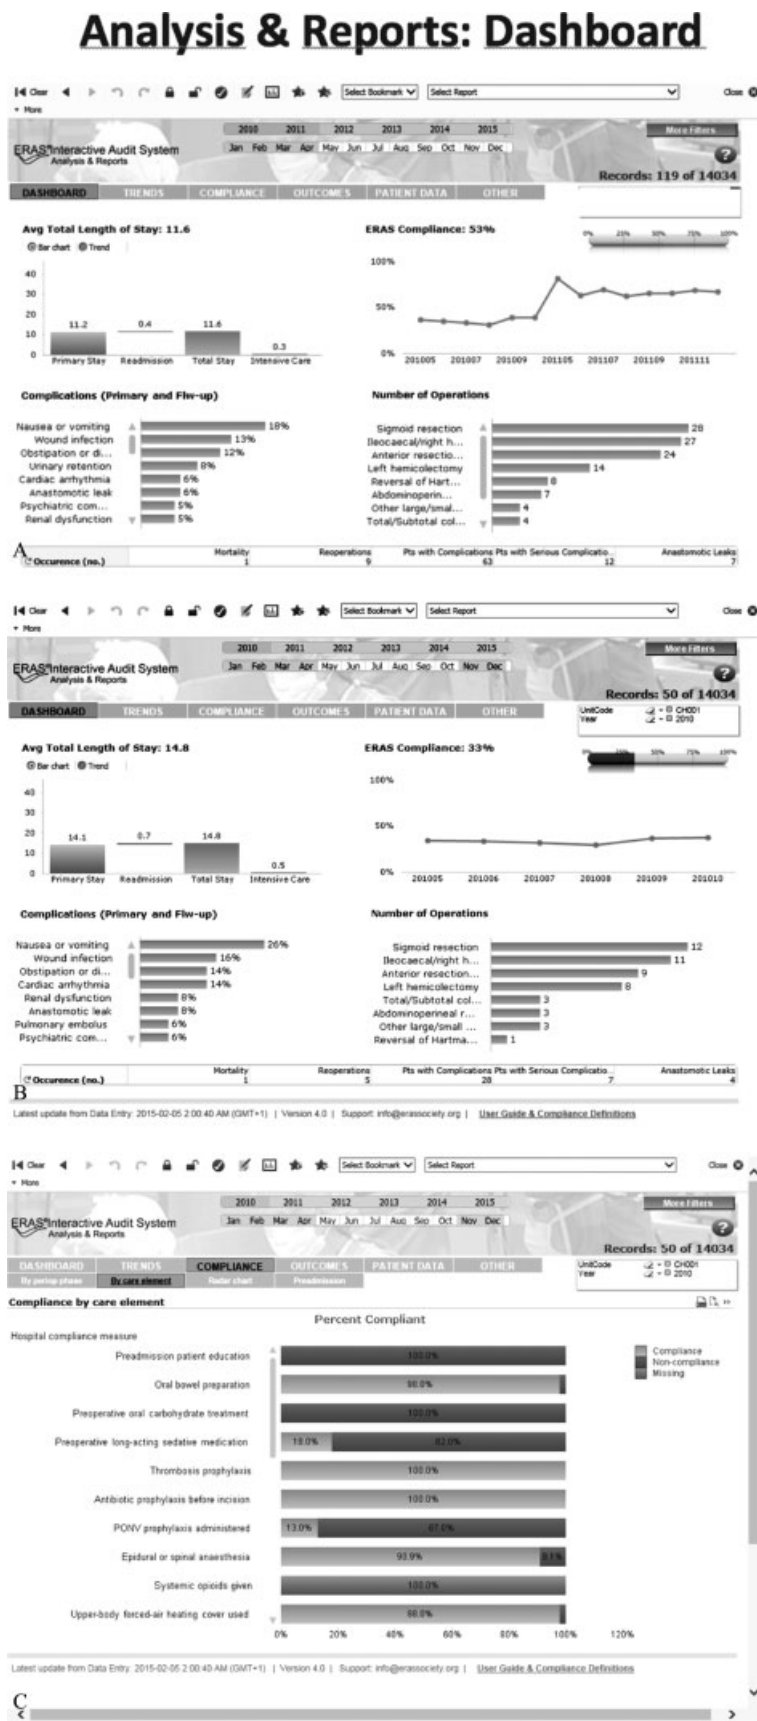 Analysis & Reports: Dashboard
Clear Select Bookmark Select Report Close
More
2010 2011 2012 2013 2014 2015 More Filters
ERAS Interactive Audit System Jan Feb Mar Apr May Jun Jul Aug Sep Oct Nov Dec ?
Analysis & Reports
Records: 119 of 14034
DASHBOARD TRENDS COMPLIANCE OUTCOMES PATIENT DATA OTHER
Avg Total Length of Stay: 11.6 ERAS Compliance: 53% 0% 25% 50% 75% 100%
Bar chart Trend
100%
40
30
50%
20
11.2 0.4 11.6
10
0.3
0 0%
Primary Stay Readmission Total Stay Intensive Care 201005 201007 201009 201105 201107 201109 201111
Complications (Primary and Flw-up) Number of Operations
Nausea or vomiting 18% Sigmoid resection 28
Wound infection 13% Ileocaecal/right h... 27
Obstipation or di... 12% Anterior resectio... 24
Urinary retention 8% Left hemicolectomy 14
Cardiac arrhythmia 6% Reversal of Hart... 8
Anastomotic leak 6% Abdominoperin... 7
Psychiatric com... 5% Other large/smal... 4
Renal dysfunction 5% Total/Subtotal col... 4
A Mortality Reoperations Pts with Complications Pts with Serious Complicatio... Anastomotic Leaks
Occurence (no.) 1 9 63 12 7
Clear Select Bookmark Select Report Close
More
2010 2011 2012 2013 2014 2015 More Filters
ERAS Interactive Audit System Jan Feb Mar Apr May Jun Jul Aug Sep Oct Nov Dec ?
Analysis & Reports
Records: 50 of 14034
DASHBOARD TRENDS COMPLIANCE OUTCOMES PATIENT DATA OTHER UnitCode CH001
Year 2010
Avg Total Length of Stay: 14.8 ERAS Compliance: 33% 0% 25% 50% 75% 100%
Bar chart Trend
100%
40
30
50%
20
14.1 0.7 14.8
10
0.5
0 0%
Primary Stay Readmission Total Stay Intensive Care 201005 201006 201007 201008 201009 201010
Complications (Primary and Flw-up) Number of Operations
Nausea or vomiting 26% Sigmoid resection 12
Wound infection 16% Ileocaecal/right h... 11
Obstipation or di... 14% Anterior resection... 9
Cardiac arrhythmia 14% Left hemicolectomy 8
Renal dysfunction 8% Total/Subtotal col... 3
Anastomotic leak 8% Abdominoperineal r... 3
Pulmonary embolus 6% Other large/small ... 3
Psychiatric com... 6% Reversal of Hartma... 1
Mortality Reoperations Pts with Complications Pts with Serious Complicatio... Anastomotic Leaks
Occurence (no.) 1 5 28 7 4
B
Latest update from Data Entry: 2015-02-05 2:00:40 AM (GMT+1) | Version 4.0 | Support: info@erassociety.org | User Guide & Compliance Definitions
Clear Select Bookmark Select Report Close
More
2010 2011 2012 2013 2014 2015 More Filters
ERAS Interactive Audit System Jan Feb Mar Apr May Jun Jul Aug Sep Oct Nov Dec ?
Analysis & Reports
Records: 50 of 14034
DASHBOARD TRENDS COMPLIANCE OUTCOMES PATIENT DATA OTHER UnitCode CH001
By periop phase By care element Radar chart Preadmission Year 2010
Compliance by care element
Percent Compliant
Hospital compliance measure
Compliance
Non-compliance
Missing
Preadmission patient education 100.0%
Oral bowel preparation 98.0%
Preoperative oral carbohydrate treatment 100.0%
Preoperative long-acting sedative medication 18.0% 82.0%
Thrombosis prophylaxis 100.0%
Antibiotic prophylaxis before incision 100.0%
PONV prophylaxis administered 13.0% 87.0%
Epidural or spinal anaesthesia 90.9% 9.1%
Systemic opioids given 100.0%
Upper-body forced-air heating cover used 98.0%
0% 20% 40% 60% 80% 100% 120%
Latest update from Data Entry: 2015-02-05 2:00:40 AM (GMT+1) | Version 4.0 | Support: info@erassociety.org | User Guide & Compliance Definitions
C